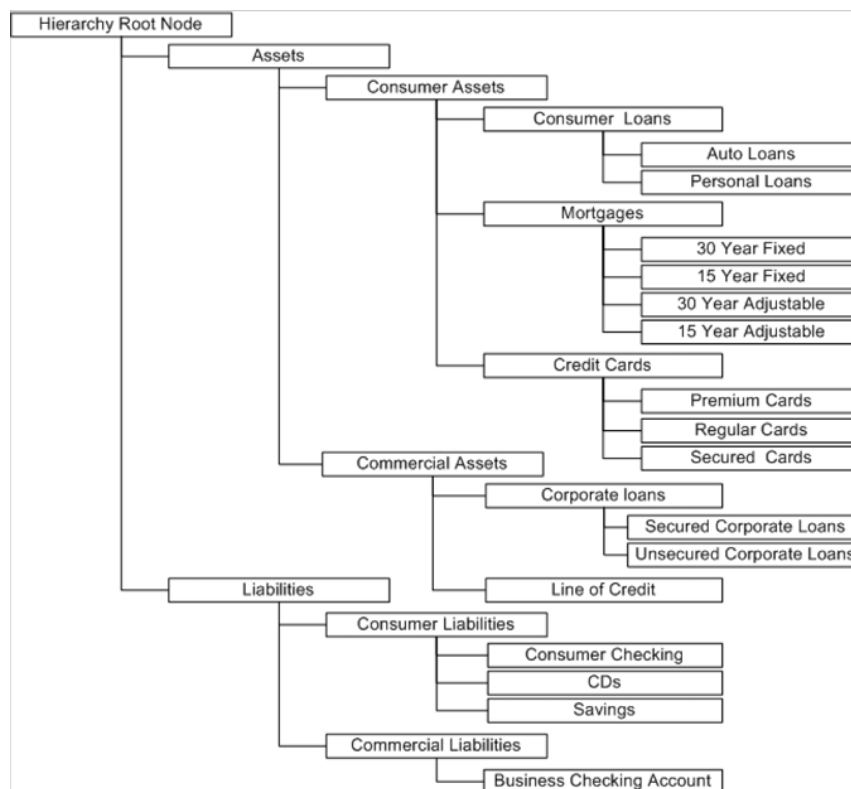 Hierarchy Root Node
Assets
Consumer Assets
Consumer Loans
Auto Loans
Personal Loans
Mortgages
30 Year Fixed
15 Year Fixed
30 Year Adjustable
15 Year Adjustable
Credit Cards
Premium Cards
Regular Cards
Secured Cards
Commercial Assets
Corporate loans
Secured Corporate Loans
Unsecured Corporate Loans
Line of Credit
Liabilities
Consumer Liabilities
Consumer Checking
CDs
Savings
Commercial Liabilities
Business Checking Account